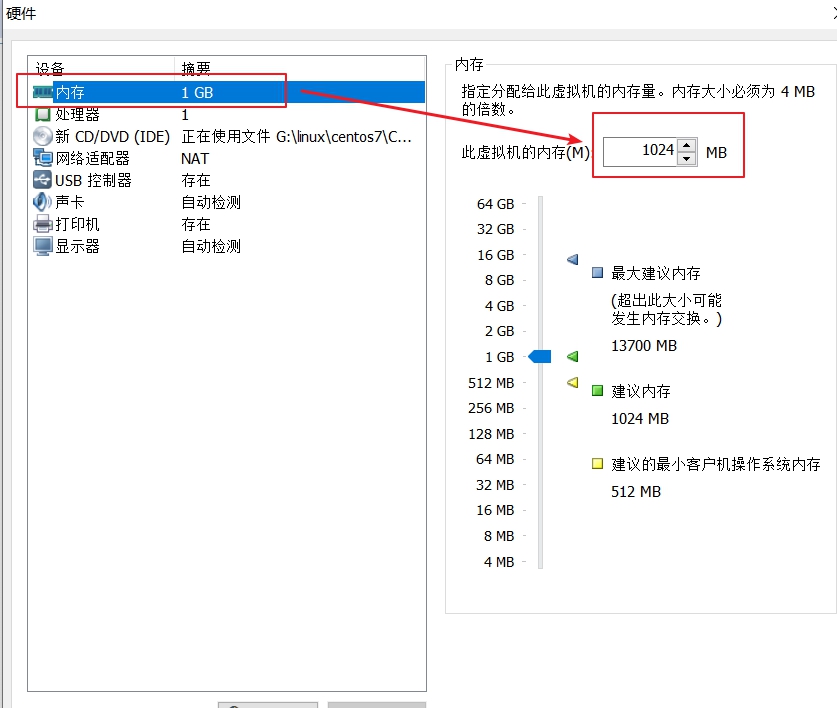 硬件
设备 摘要
内存 1 GB
处理器 1
新 CD/DVD (IDE) 正在使用文件 G:\linux\centos7\C...
网络适配器 NAT
USB 控制器 存在
声卡 自动检测
打印机 存在
显示器 自动检测
内存
指定分配给此虚拟机的内存量。内存大小必须为 4 MB
的倍数。
此虚拟机的内存(M): 1024 MB
64 GB
32 GB
16 GB
8 GB
4 GB
2 GB
1 GB
512 MB
256 MB
128 MB
64 MB
32 MB
16 MB
8 MB
4 MB
最大建议内存
(超出此大小可能
发生内存交换。)
13700 MB
建议内存
1024 MB
建议的最小客户机操作系统内存
512 MB